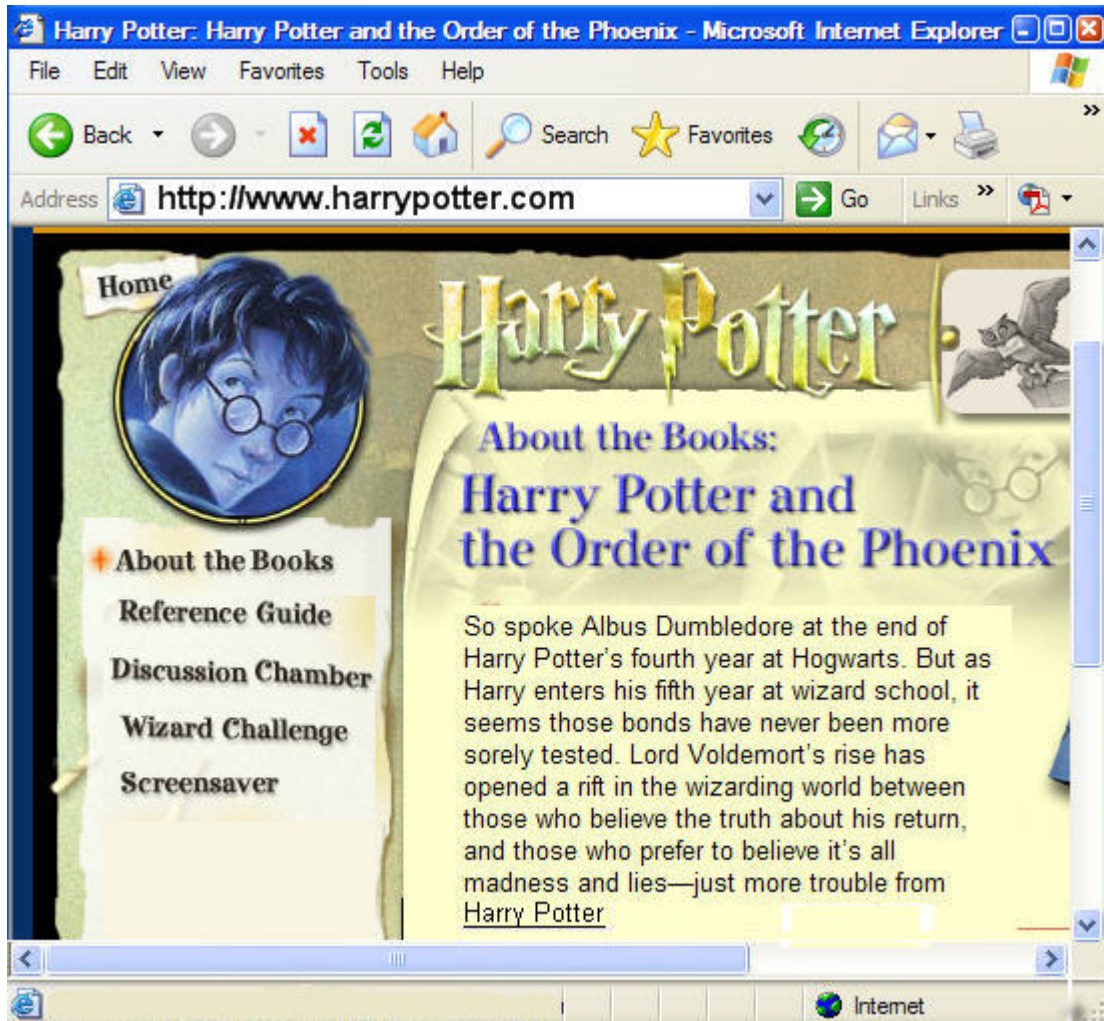 Harry Potter: Harry Potter and the Order of the Phoenix - Microsoft Internet Explorer
File Edit View Favorites Tools Help
Back Search Favorites »
Address http://www.harrypotter.com Go Links »
Home
Harry Potter
About the Books
Reference Guide
Discussion Chamber
Wizard Challenge
Screensaver
About the Books:
Harry Potter and
the Order of the Phoenix
So spoke Albus Dumbledore at the end of
Harry Potter's fourth year at Hogwarts. But as
Harry enters his fifth year at wizard school, it
seems those bonds have never been more
sorely tested. Lord Voldemort's rise has
opened a rift in the wizarding world between
those who believe the truth about his return,
and those who prefer to believe it's all
madness and lies—just more trouble from
Harry Potter
Internet